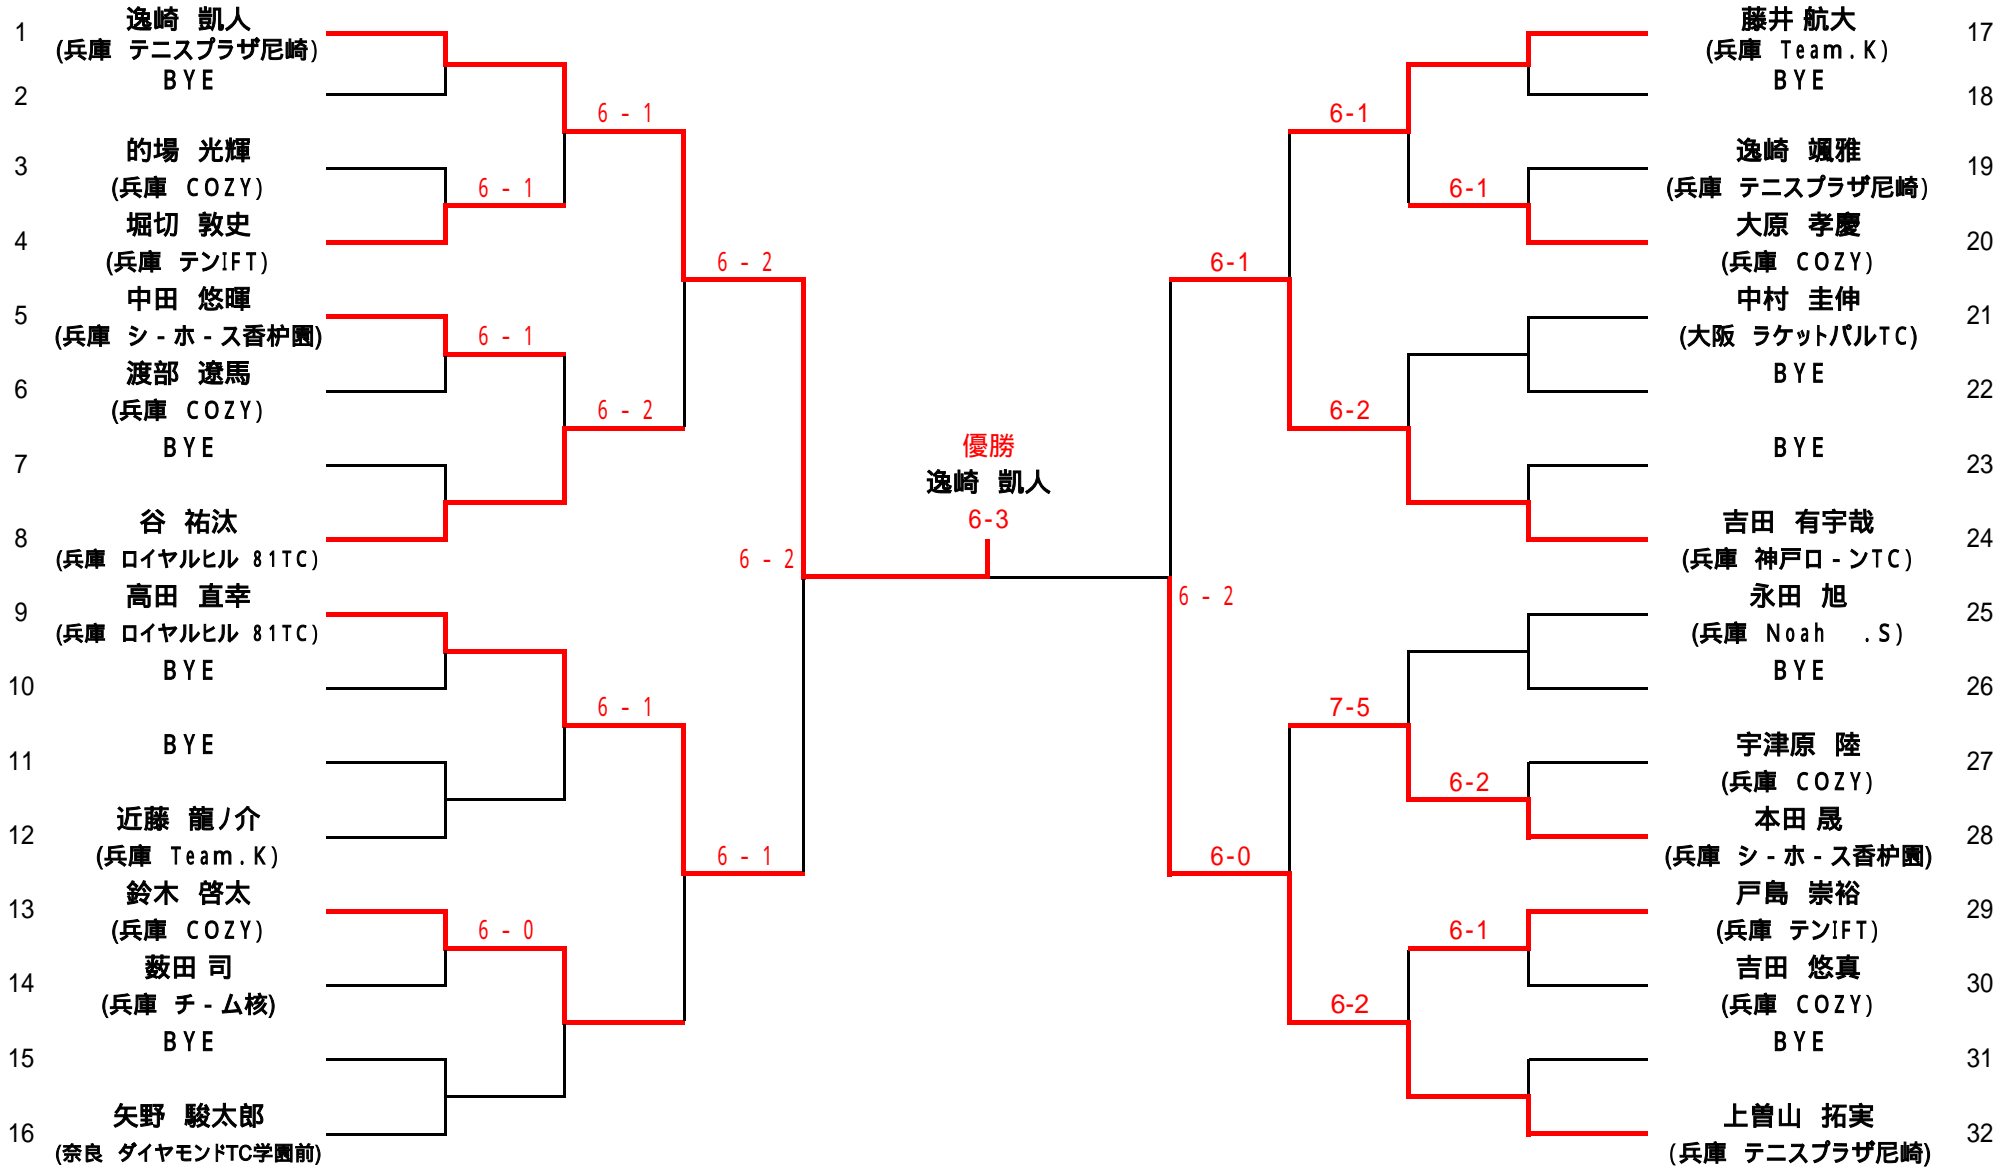 1
逸崎 凱人
(兵庫 テニスプラザ尼崎)
BYE
2
3
的場 光輝
(兵庫 COZY)
堀切 敦史
4
(兵庫 テンIFT)
中田 悠暉
5
(兵庫 シ-ホ-ス香枦園)
渡部 遼馬
6
(兵庫 COZY)
BYE
7
谷 祐汰
8
(兵庫 ロイヤルヒル 81TC)
高田 直幸
9
(兵庫 ロイヤルヒル 81TC)
BYE
10
BYE
11
近藤 龍ノ介
12
(兵庫 Team.K)
鈴木 啓太
13
(兵庫 COZY)
薮田 司
14
(兵庫 チ-ム核)
BYE
15
矢野 駿太郎
16
(奈良 ダイヤモンドTC学園前)
6 - 1
6 - 1
6 - 0
6 - 1
6 - 2
6 - 1
6 - 2
6 - 1
6 - 2
優勝
逸崎 凱人
6-3
6 - 2
6-1
6-0
6-1
6-2
7-5
6-2
6-1
6-2
6-1
藤井 航大
17
(兵庫 Team.K)
BYE
18
逸崎 颯雅
19
(兵庫 テニスプラザ尼崎)
大原 孝慶
20
(兵庫 COZY)
中村 圭伸
21
(大阪 ラケットパルTC)
BYE
22
BYE
23
吉田 有宇哉
24
(兵庫 神戸ロ-ンTC)
永田 旭
25
(兵庫 Noah .S)
BYE
26
宇津原 陸
27
(兵庫 COZY)
本田 晟
28
(兵庫 シ-ホ-ス香枦園)
戸島 崇裕
29
(兵庫 テンIFT)
吉田 悠真
30
(兵庫 COZY)
BYE
31
上曽山 拓実
32
(兵庫 テニスプラザ尼崎)